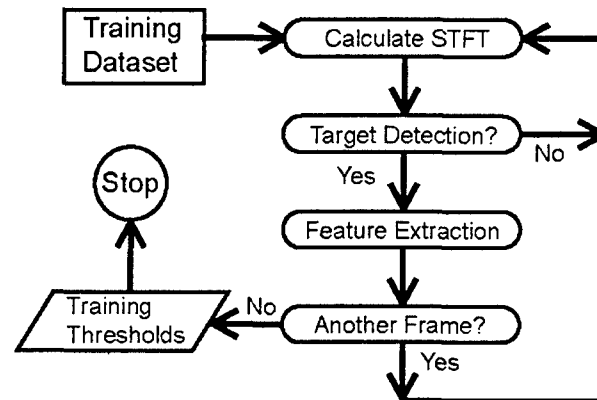 Training
Dataset
Calculate STFT
Target Detection?
No
Yes
Stop
Feature Extraction
Training
Thresholds
No
Another Frame?
Yes